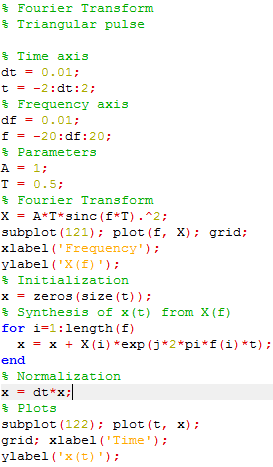 % Fourier Transform
% Triangular pulse
% Time axis
dt = 0.01;
t = -2:dt:2;
% Frequency axis
df = 0.01;
f = -20:df:20;
% Parameters
A = 1;
T = 0.5;
% Fourier Transform
X = A*T*sinc(f*T).^2;
subplot(121); plot(f, X); grid;
xlabel('Frequency');
ylabel('X(f)');
% Initialization
x = zeros(size(t));
% Synthesis of x(t) from X(f)
for i=1:length(f)
x = x + X(i)*exp(j*2*pi*f(i)*t);
end
% Normalization
x = dt*x;
% Plots
subplot(122); plot(t, x);
grid; xlabel('Time');
ylabel('x(t)');